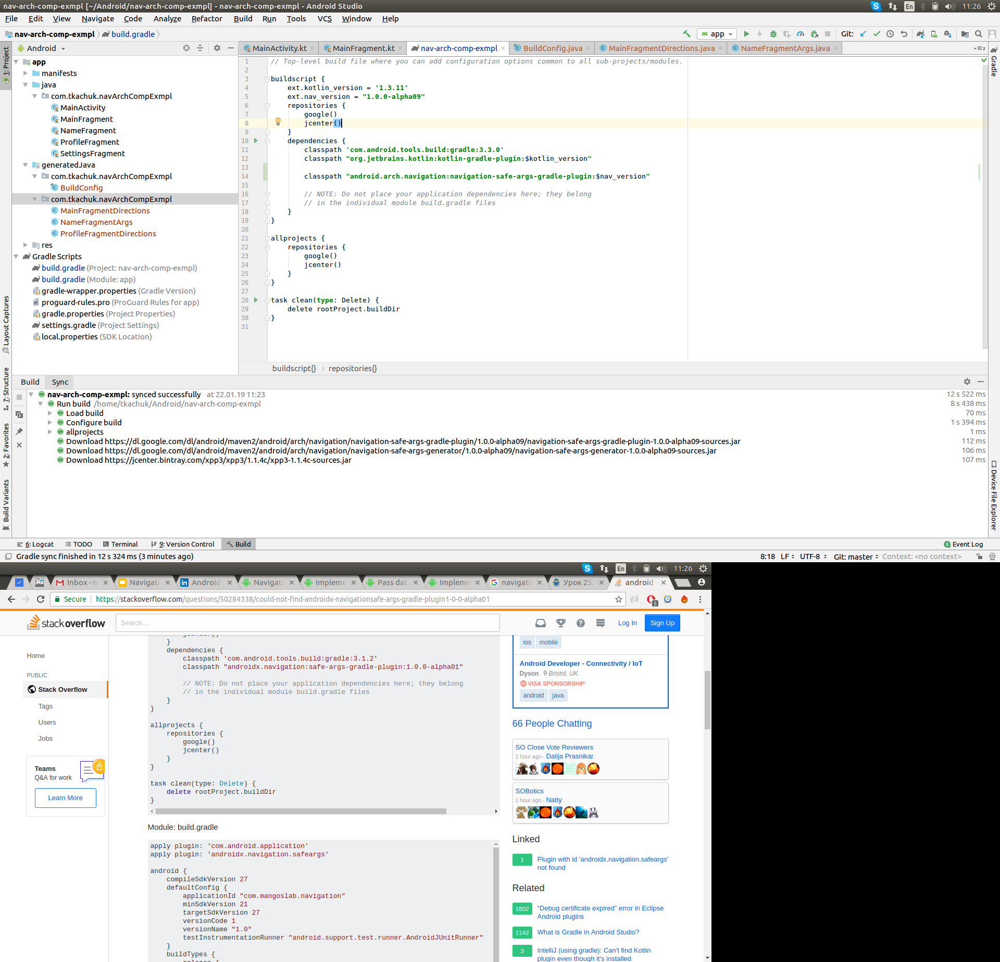 nav-arch-comp-exmpl [~/Android/nav-arch-comp-exmpl] - nav-arch-comp-exmpl - Android Studio
En 11:26
File Edit View Navigate Code Analyze Refactor Build Run Tools VCS Window Help
nav-arch-comp-exmpl build.gradle
app Git:
Android
MainActivity.kt MainFragment.kt nav-arch-comp-exmpl BuildConfig.java MainFragmentDirections.java NameFragmentArgs.java
1: Project
Layout Captures
7: Structure
2: Favorites
Build Variants
Gradle
Device File Explorer
app
manifests
java
com.tkachuk.navArchCompExmpl
MainActivity
MainFragment
NameFragment
ProfileFragment
SettingsFragment
generatedJava
com.tkachuk.navArchCompExmpl
BuildConfig
com.tkachuk.navArchCompExmpl
MainFragmentDirections
NameFragmentArgs
ProfileFragmentDirections
res
Gradle Scripts
build.gradle (Project: nav-arch-comp-exmpl)
build.gradle (Module: app)
gradle-wrapper.properties (Gradle Version)
proguard-rules.pro (ProGuard Rules for app)
gradle.properties (Project Properties)
settings.gradle (Project Settings)
local.properties (SDK Location)
1 // Top-level build file where you can add configuration options common to all sub-projects/modules.
2
3 buildscript {
4 ext.kotlin_version = '1.3.11'
5 ext.nav_version = "1.0.0-alpha09"
6 repositories {
7 google()
8 jcenter()
9 }
10 dependencies {
11 classpath 'com.android.tools.build:gradle:3.3.0'
12 classpath "org.jetbrains.kotlin:kotlin-gradle-plugin:$kotlin_version"
13
14 classpath "android.arch.navigation:navigation-safe-args-gradle-plugin:$nav_version"
15
16 // NOTE: Do not place your application dependencies here; they belong
17 // in the individual module build.gradle files
18 }
19 }
20
21 allprojects {
22 repositories {
23 google()
24 jcenter()
25 }
26 }
27
28 task clean(type: Delete) {
29 delete rootProject.buildDir
30 }
31
buildscript{} › repositories{}
Build Sync
nav-arch-comp-exmpl: synced successfully at 22.01.19 11:23 12 s 522 ms
Run build /home/tkachuk/Android/nav-arch-comp-exmpl 8 s 438 ms
Load build 70 ms
Configure build 1 s 394 ms
allprojects 1 ms
Download https://dl.google.com/dl/android/maven2/android/arch/navigation/navigation-safe-args-gradle-plugin/1.0.0-alpha09/navigation-safe-args-gradle-plugin-1.0.0-alpha09-sources.jar 112 ms
Download https://dl.google.com/dl/android/maven2/android/arch/navigation/navigation-safe-args-generator/1.0.0-alpha09/navigation-safe-args-generator-1.0.0-alpha09-sources.jar 106 ms
Download https://jcenter.bintray.com/xpp3/xpp3/1.1.4c/xpp3-1.1.4c-sources.jar 107 ms
6: Logcat TODO Terminal 9: Version Control Build 1 Event Log
Gradle sync finished in 12 s 324 ms (3 minutes ago) 8:18 LF UTF-8 Git: master Context: <no context>
En 11:26
Inbox - n Navigati Android Navigati Impleme Pass dat Impleme navigati Урок 25. android
Secure https://stackoverflow.com/questions/50284338/could-not-find-androidx-navigationsafe-args-gradle-plugin1-0-0-alpha01 5
stackoverflow Search... Log In Sign Up
Home
PUBLIC
Stack Overflow
Tags
Users
Jobs
Teams
Q&A for work
Learn More
jcenter()
}
dependencies {
classpath 'com.android.tools.build:gradle:3.1.2'
classpath "androidx.navigation:safe-args-gradle-plugin:1.0.0-alpha01"
// NOTE: Do not place your application dependencies here; they belong
// in the individual module build.gradle files
}
}
allprojects {
repositories {
google()
jcenter()
}
}
task clean(type: Delete) {
delete rootProject.buildDir
}
Module: build.gradle
apply plugin: 'com.android.application'
apply plugin: 'androidx.navigation.safeargs'
android {
compileSdkVersion 27
defaultConfig {
applicationId "com.mangoslab.navigation"
minSdkVersion 21
targetSdkVersion 27
versionCode 1
versionName "1.0"
testInstrumentationRunner "android.support.test.runner.AndroidJUnitRunner"
}
buildTypes {
release {
ios mobile
Android Developer - Connectivity / IoT
Dyson Bristol, UK
VISA SPONSORSHIP
android java
66 People Chatting
SO Close Vote Reviewers
1 hour ago - Dalija Prasnikar
SOBotics
1 hour ago - Natty
Linked
1 Plugin with id 'androidx.navigation.safeargs'
not found
Related
1802 “Debug certificate expired” error in Eclipse
Android plugins
1142 What is Gradle in Android Studio?
3 IntelliJ (using gradle): Can't find Kotlin
plugin even though it's installed